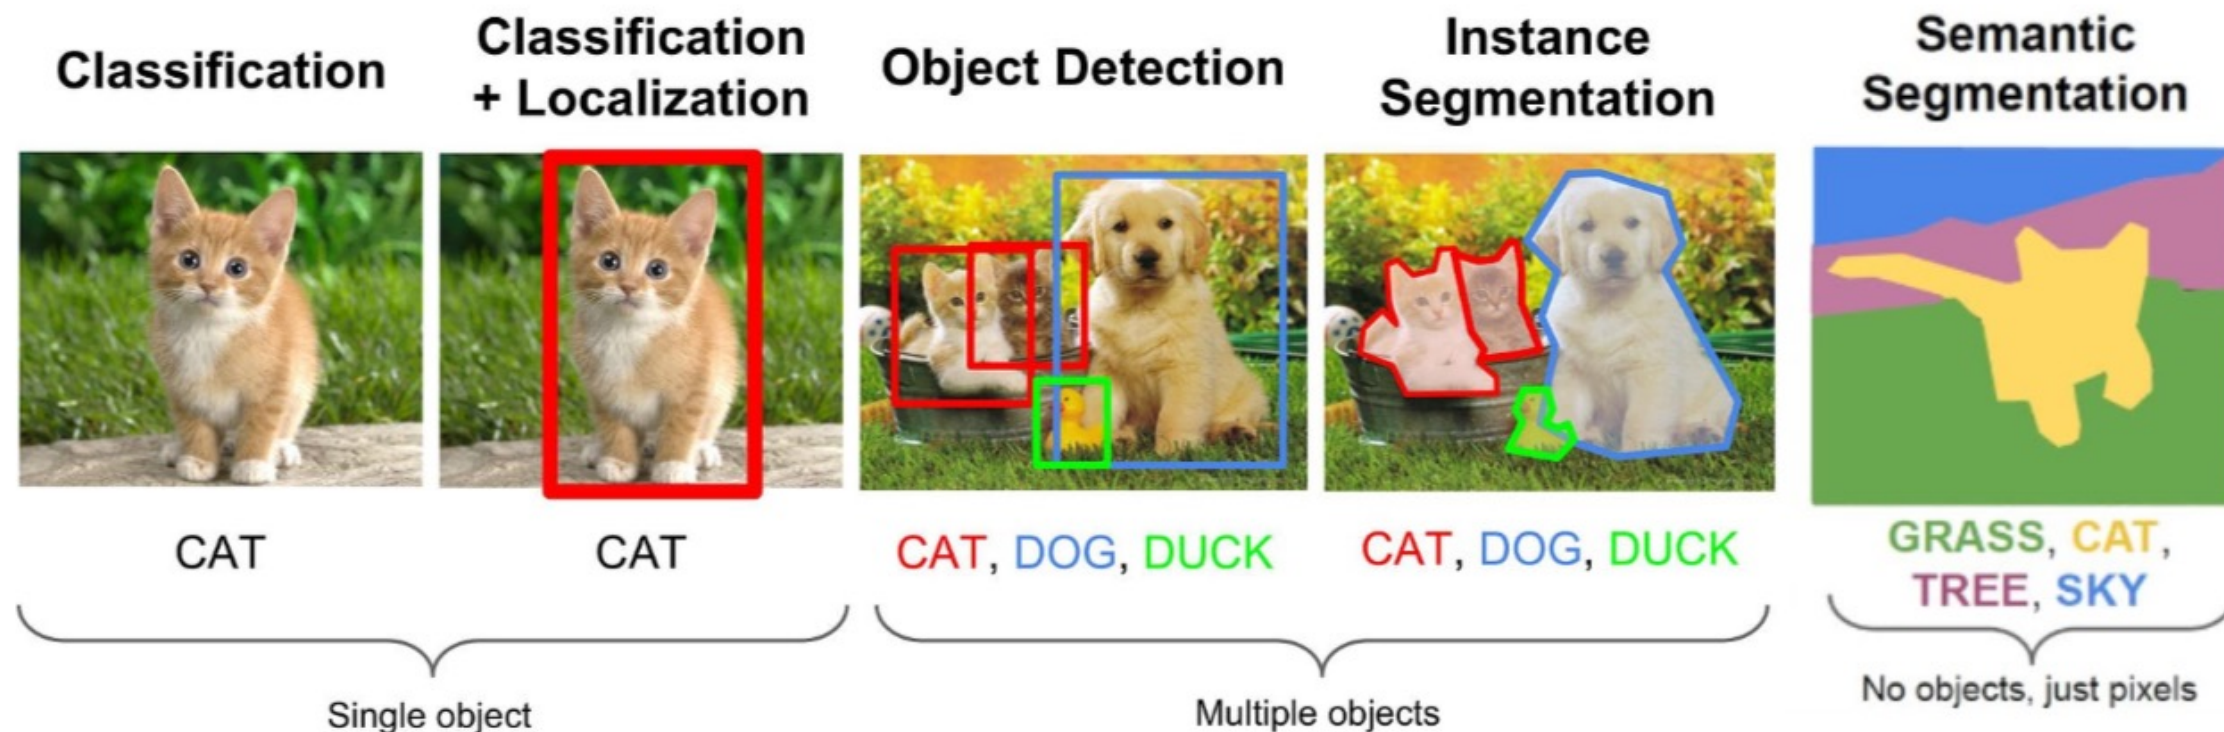 Classification
Classification
+ Localization
Object Detection
Instance
Segmentation
Semantic
Segmentation
CAT
CAT
CAT, DOG, DUCK
CAT, DOG, DUCK
GRASS, CAT,
TREE, SKY
Single object
Multiple objects
No objects, just pixels